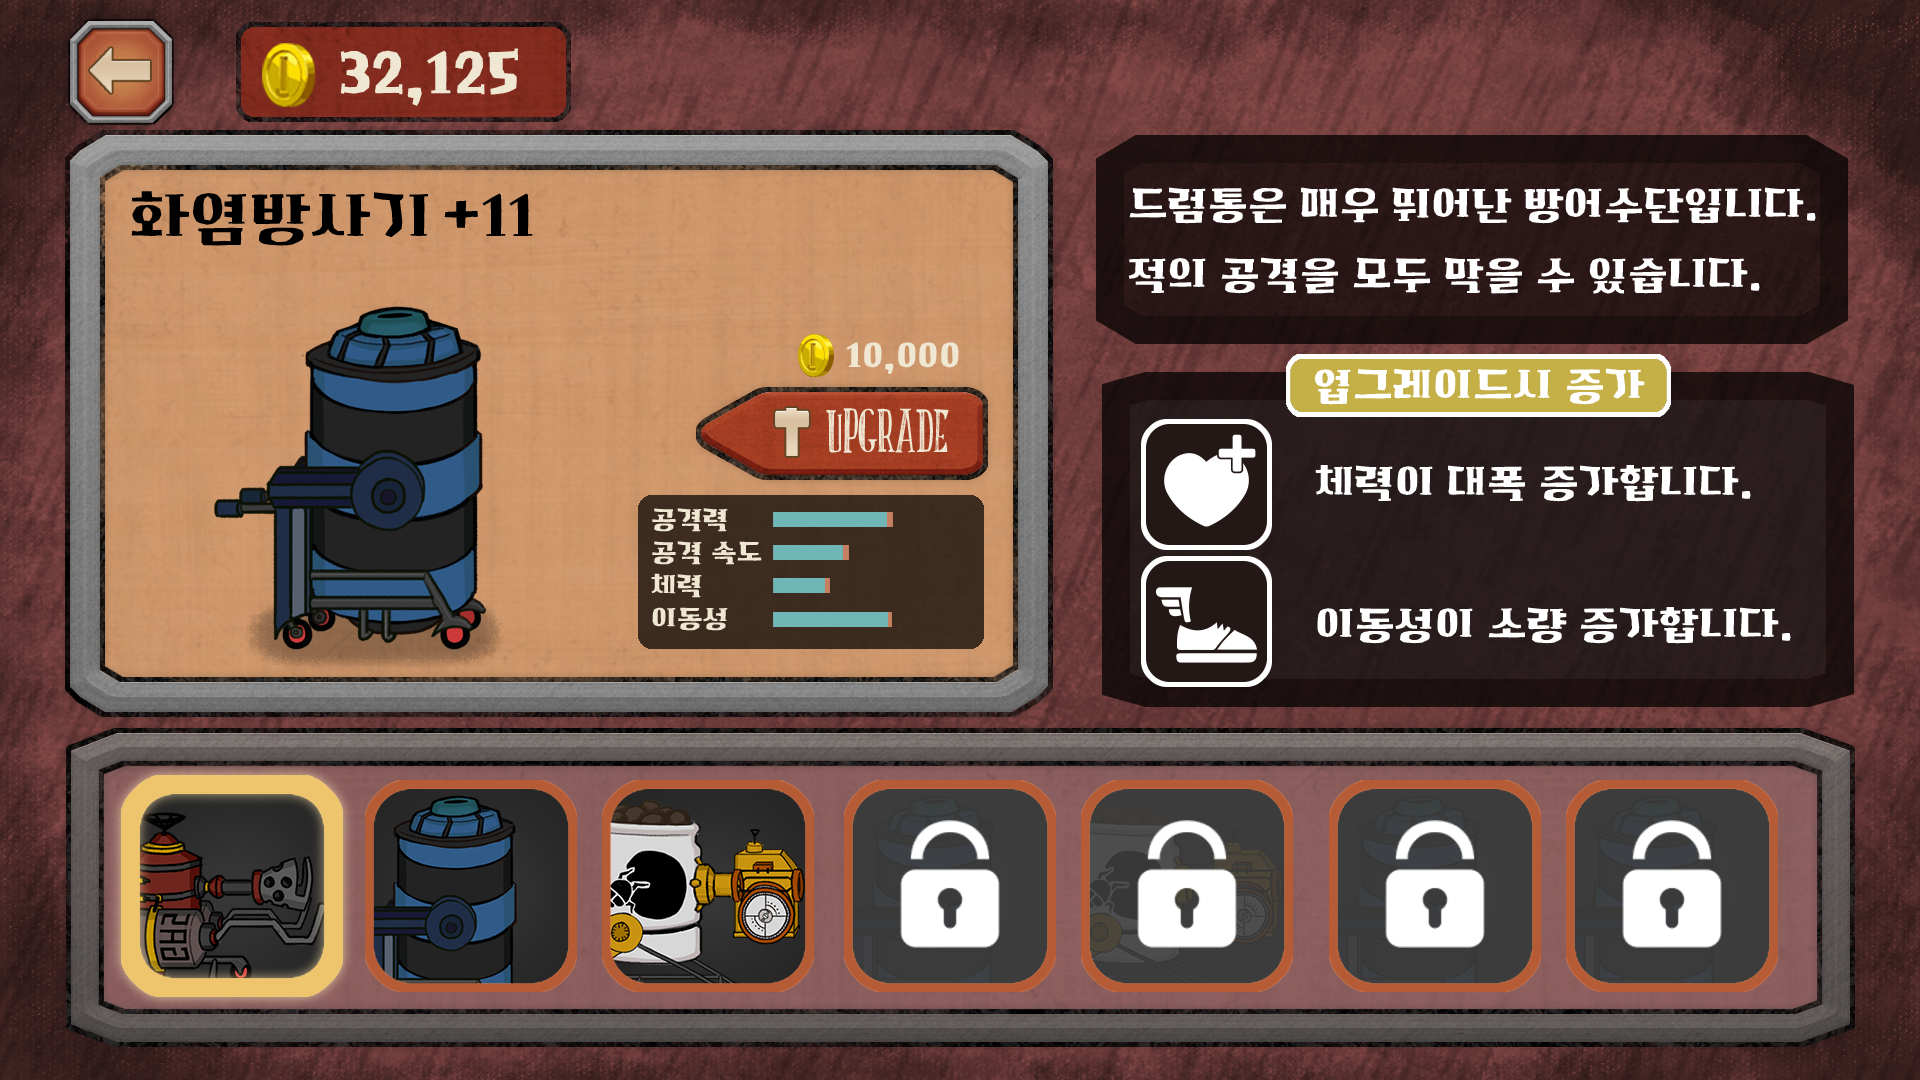 32,125
화염방사기 +11
10,000
UPGRADE
공격력
공격 속도
체력
이동성
드럼통은 매우 뛰어난 방어수단입니다.
적의 공격을 모두 막을 수 있습니다.
업그레이드시 증가
체력이 대폭 증가합니다.
이동성이 소량 증가합니다.